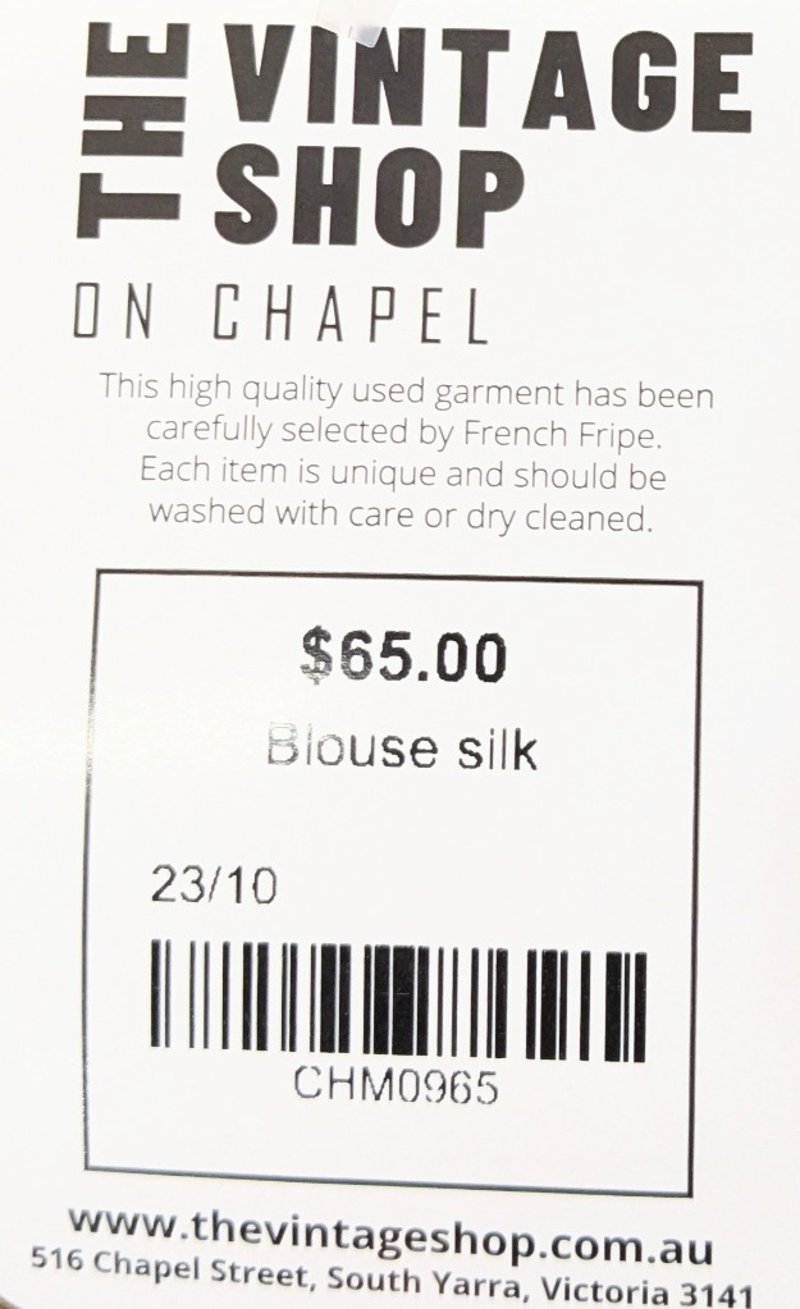 THE VINTAGE
SHOP
ON CHAPEL
This high quality used garment has been
carefully selected by French Fripe.
Each item is unique and should be
washed with care or dry cleaned.
$65.00
Blouse silk
23/10
CHM0965
www.thevintageshop.com.au
516 Chapel Street, South Yarra, Victoria 3141